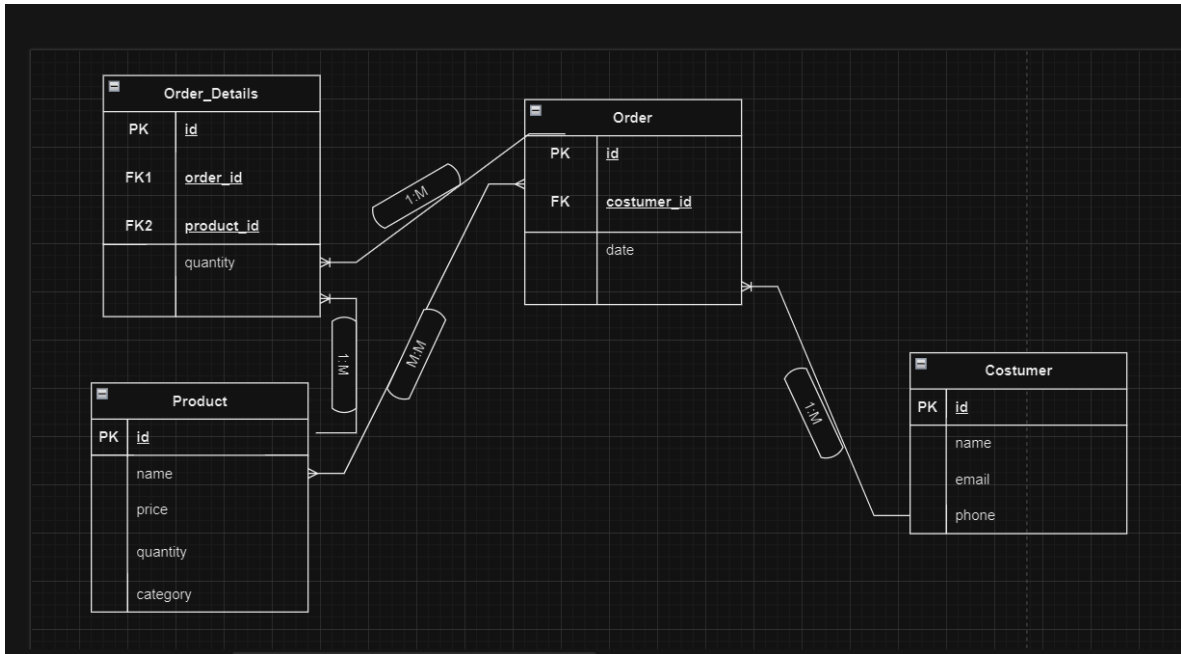 Order_Details
PK id
FK1 order_id
FK2 product_id
quantity
Order
PK id
FK costumer_id
date
1:M
1:M
M:M
Product
PK id
name
price
quantity
category
1:M
Costumer
PK id
name
email
phone